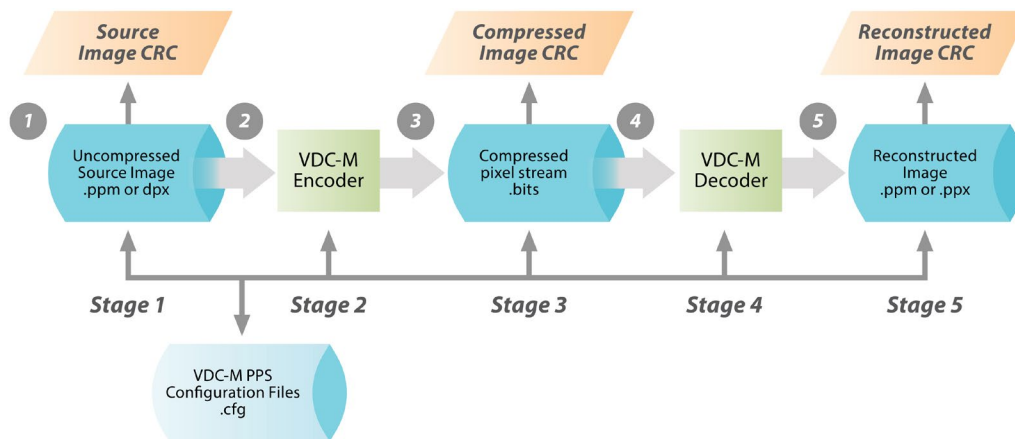 Source
Image CRC
Compressed
Image CRC
Reconstructed
Image CRC
1
2
3
4
5
Uncompressed
Source Image
.ppm or dpx
VDC-M
Encoder
Compressed
pixel stream
.bits
VDC-M
Decoder
Reconstructed
Image
.ppm or .ppx
Stage 1
Stage 2
Stage 3
Stage 4
Stage 5
VDC-M PPS
Configuration Files
.cfg